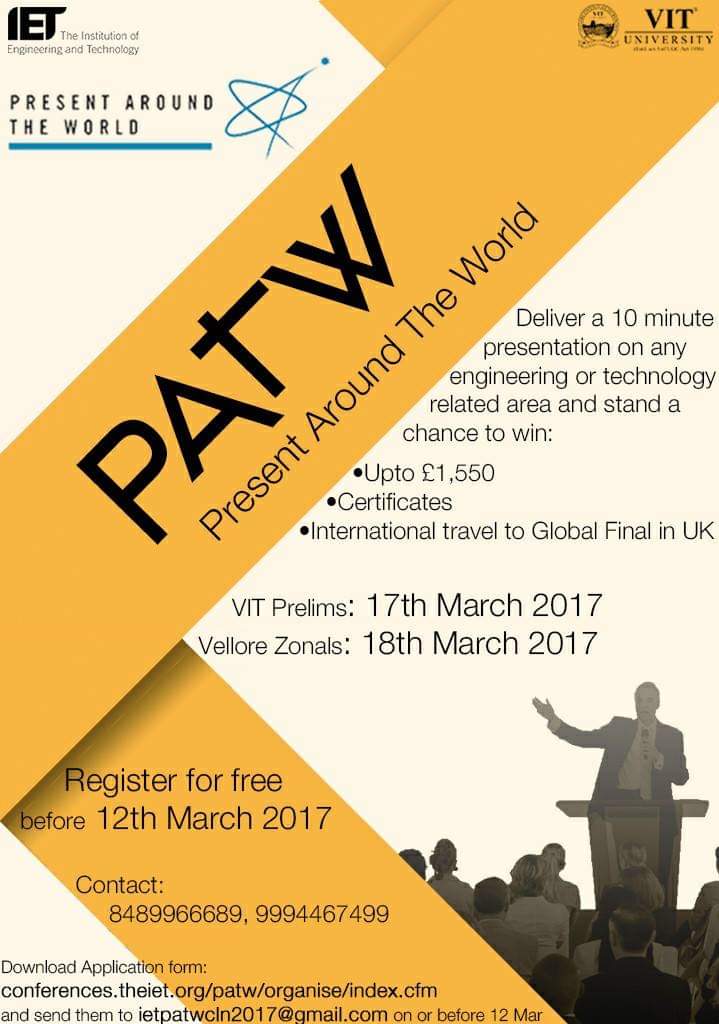 IET The Institution of
Engineering and Technology
VIT
VIT®
UNIVERSITY
PRESENT AROUND
THE WORLD
PATW
Present Around The World
Deliver a 10 minute
presentation on any
engineering or technology
related area and stand a
chance to win:
•Upto £1,550
•Certificates
•International travel to Global Final in UK
VIT Prelims: 17th March 2017
Vellore Zonals: 18th March 2017
Register for free
before 12th March 2017
Contact:
8489966689, 9994467499
Download Application form:
conferences.theiet.org/patw/organise/index.cfm
and send them to ietpatwcln2017@gmail.com on or before 12 Mar